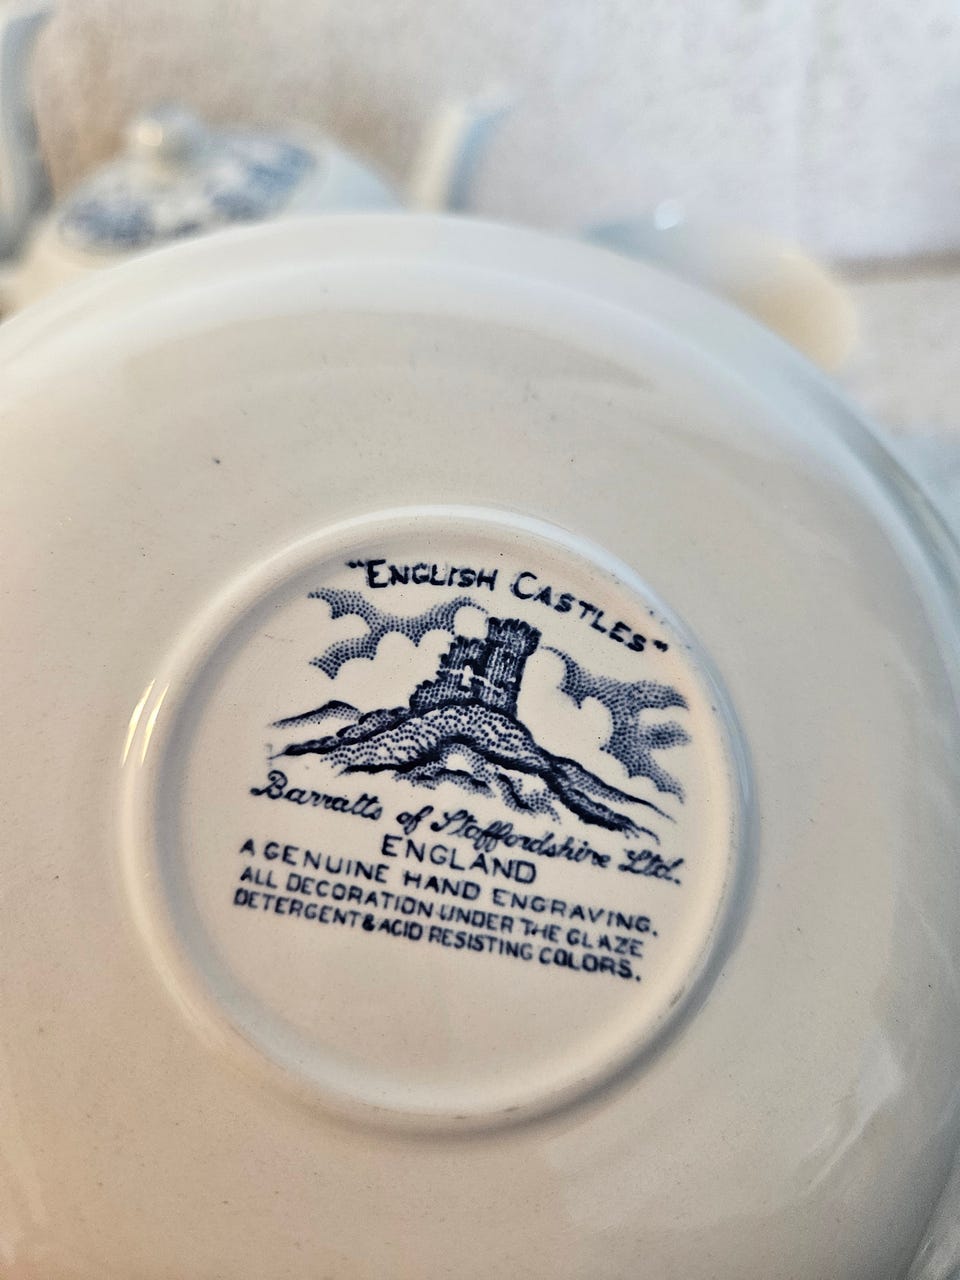 "ENGLISH CASTLES"
Barratts of Staffordshire Ltd.
ENGLAND
A GENUINE HAND ENGRAVING.
ALL DECORATION UNDER THE GLAZE
DETERGENT & ACID RESISTING COLORS.